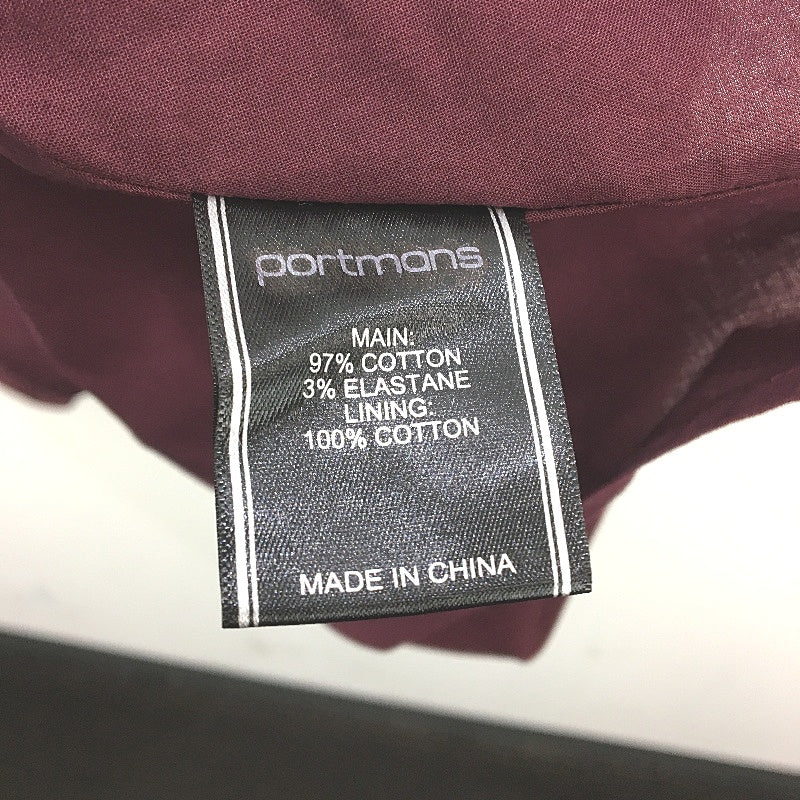 portmans
MAIN:
97% COTTON
3% ELASTANE
LINING:
100% COTTON
MADE IN CHINA